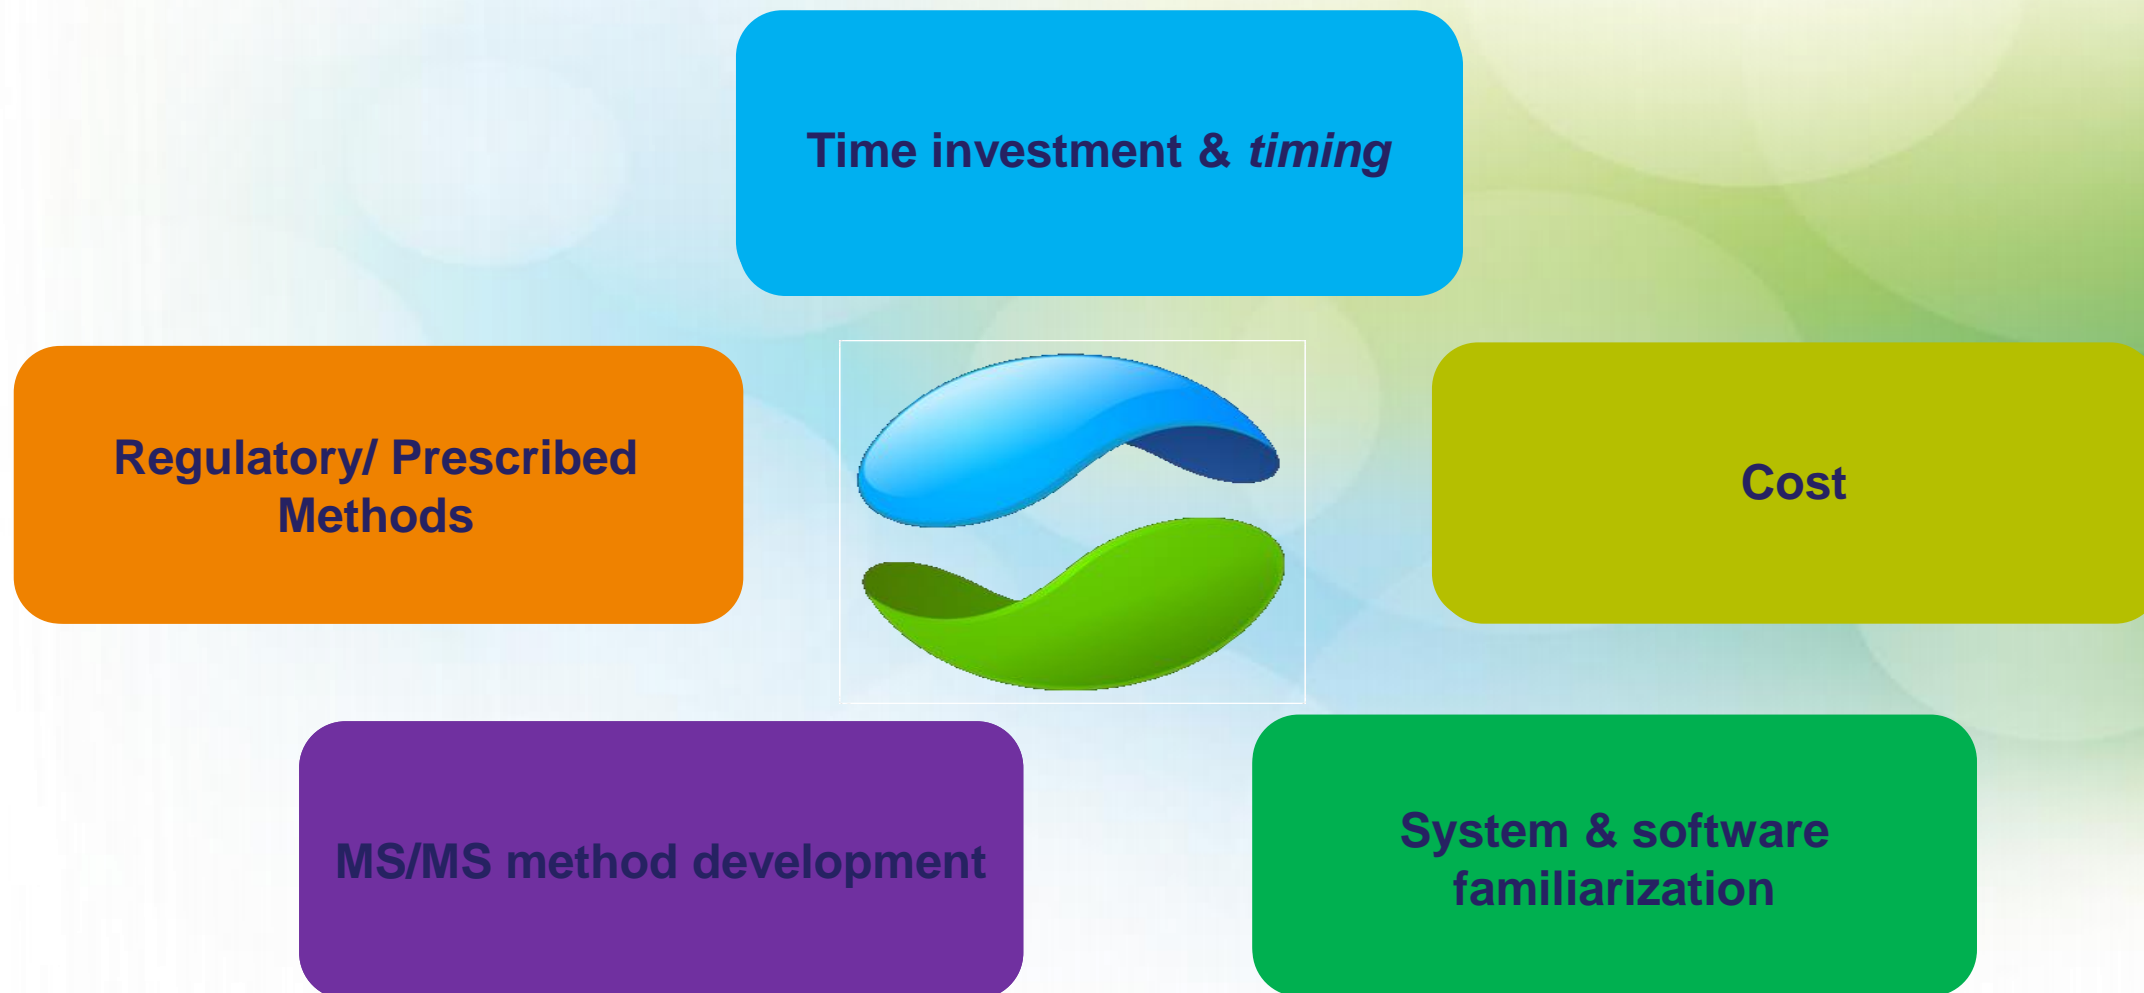 Time investment & timing
Regulatory/ Prescribed
Methods
Cost
MS/MS method development
System & software
familiarization